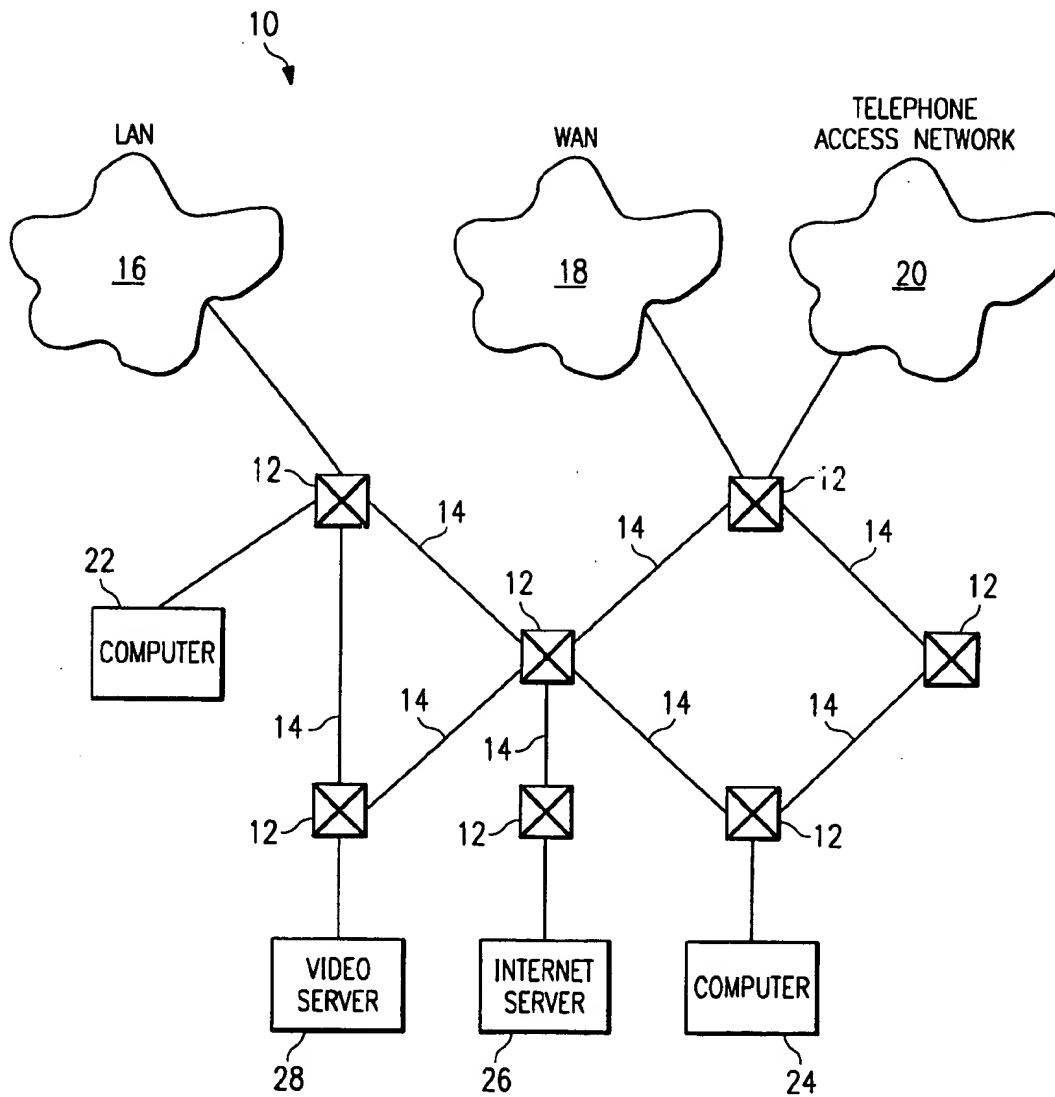 10
LAN
WAN
TELEPHONE
ACCESS NETWORK
16
18
20
12
12
14
14
14
22
12
12
COMPUTER
14
14
14
14
14
12
12
12
VIDEO
SERVER
INTERNET
SERVER
COMPUTER
28
26
24